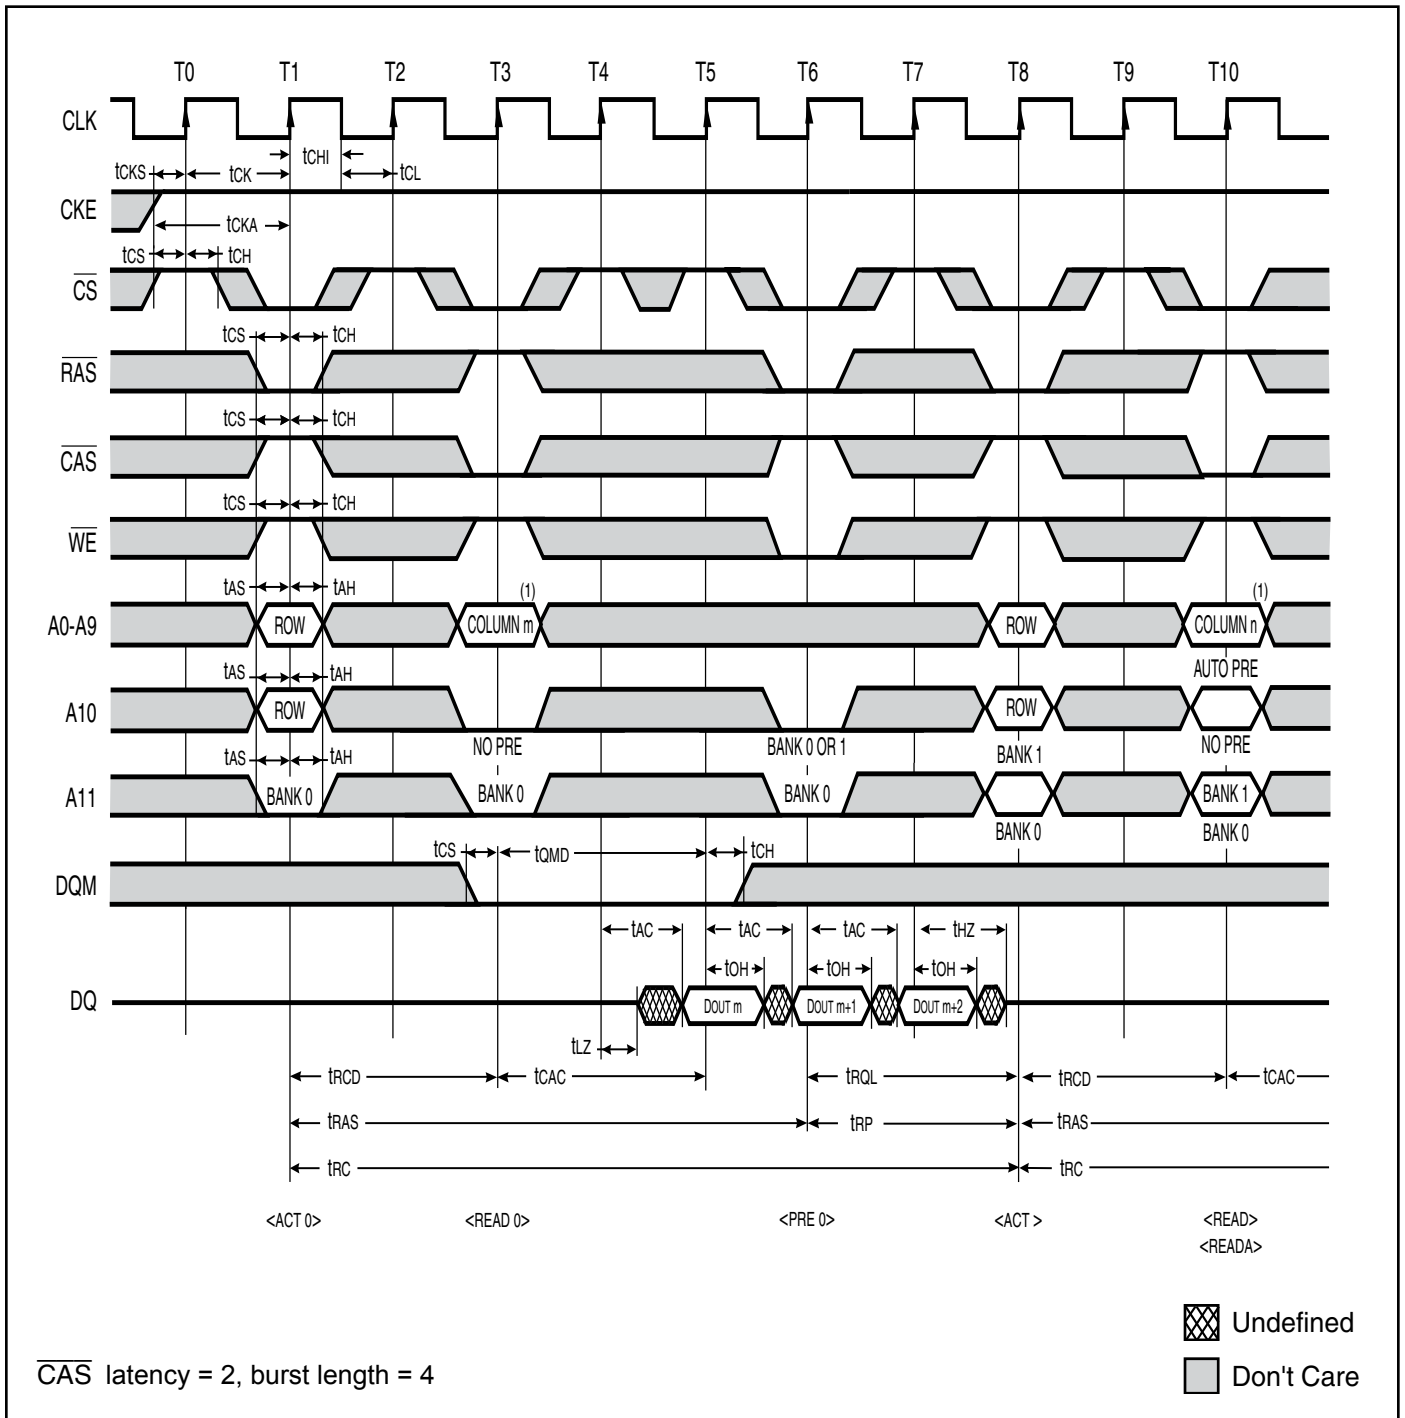 T0 T1 T2 T3 T4 T5 T6 T7 T8 T9 T10
CLK
tCHI
tCKS tCK tCL
CKE
tCKA
tCS tCH
CS
tCS tCH
RAS
tCS tCH
CAS
tCS tCH
WE
tAS tAH (1) (1)
A0-A9 ROW COLUMN m ROW COLUMN n
tAS tAH AUTO PRE
A10 ROW ROW
NO PRE BANK 0 OR 1 BANK 1 NO PRE
tAS tAH
A11 BANK 0 BANK 0 BANK 0 BANK 1
BANK 0 BANK 0
tCS tQMD tCH
DQM
tAC tAC tAC tHZ
tOH tOH tOH
DQ DOUT m DOUT m+1 DOUT m+2
tLZ
tRCD tCAC tRQL tRCD tCAC
tRAS tRP tRAS
tRC tRC
<ACT 0> <READ 0> <PRE 0> <ACT > <READ>
<READA>
Undefined
CAS latency = 2, burst length = 4
Don't Care